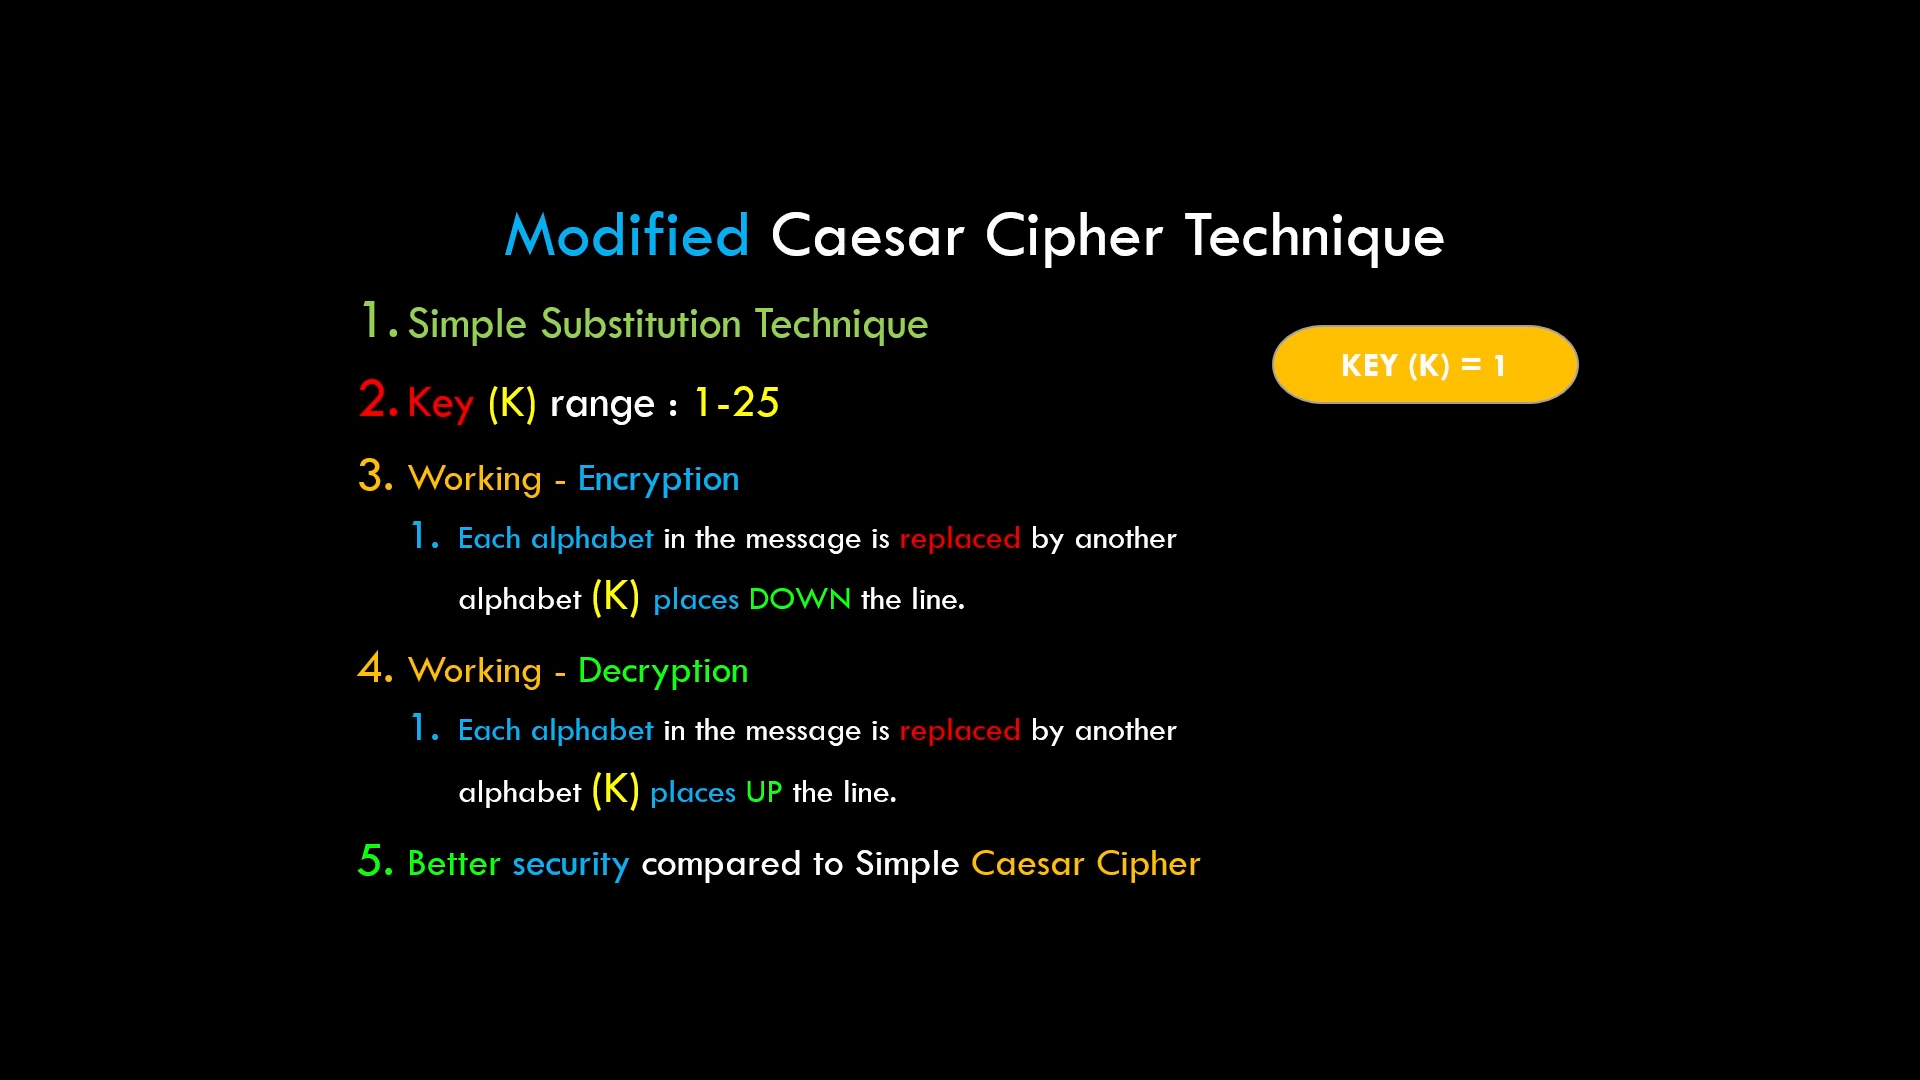 Modified Caesar Cipher Technique
1. Simple Substitution Technique
KEY (K) = 1
2. Key (K) range : 1-25
3. Working - Encryption
1. Each alphabet in the message is replaced by another
alphabet (K) places DOWN the line.
4. Working - Decryption
1. Each alphabet in the message is replaced by another
alphabet (K) places UP the line.
5. Better security compared to Simple Caesar Cipher